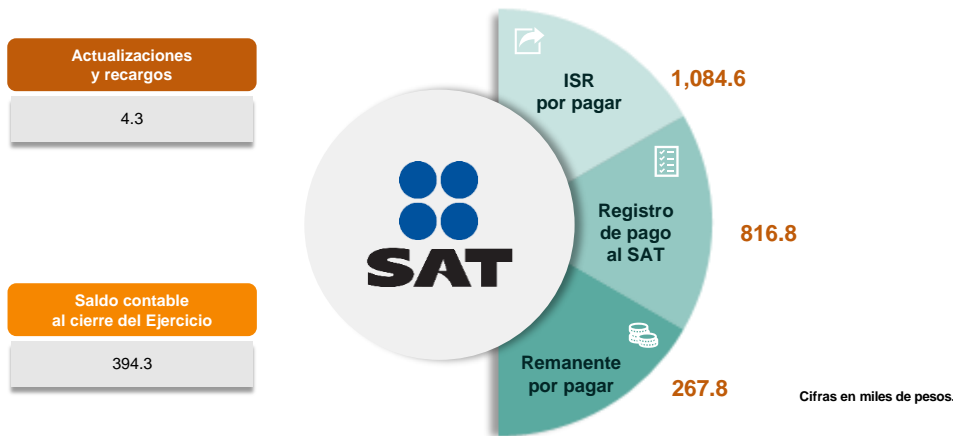 Actualizaciones
y recargos
4.3
Saldo contable
al cierre del Ejercicio
394.3
SAT
ISR
por pagar
1,084.6
Registro
de pago
al SAT
816.8
Remanente
por pagar
267.8
Cifras en miles de pesos.